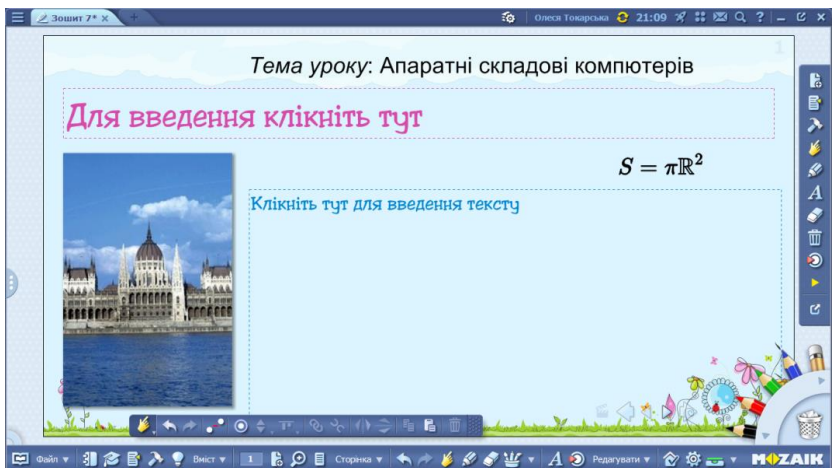 Зошит 7* x
Олеся Токарська
21:09
?
1
Тема уроку: Апаратні складові компютерів
Для введення клікніть тут
S = πℝ²
Клікніть тут для введення тексту
A
Файл
Вміст
1
Сторінка
A
Редагувати
MOZAIK